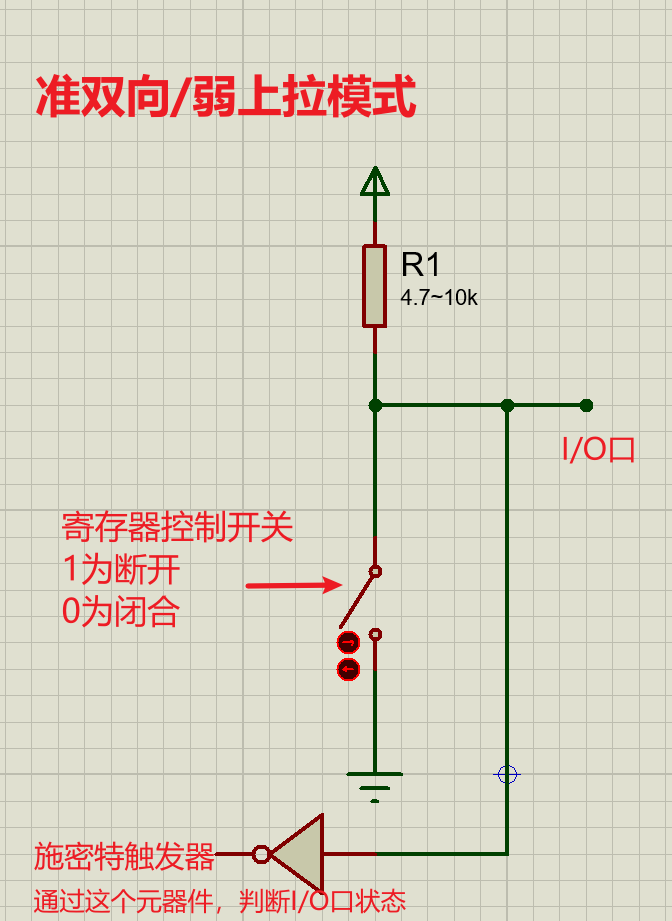 准双向/弱上拉模式
R1
4.7~10k
I/O口
寄存器控制开关
1为断开
0为闭合
施密特触发器
通过这个元器件，判断I/O口状态